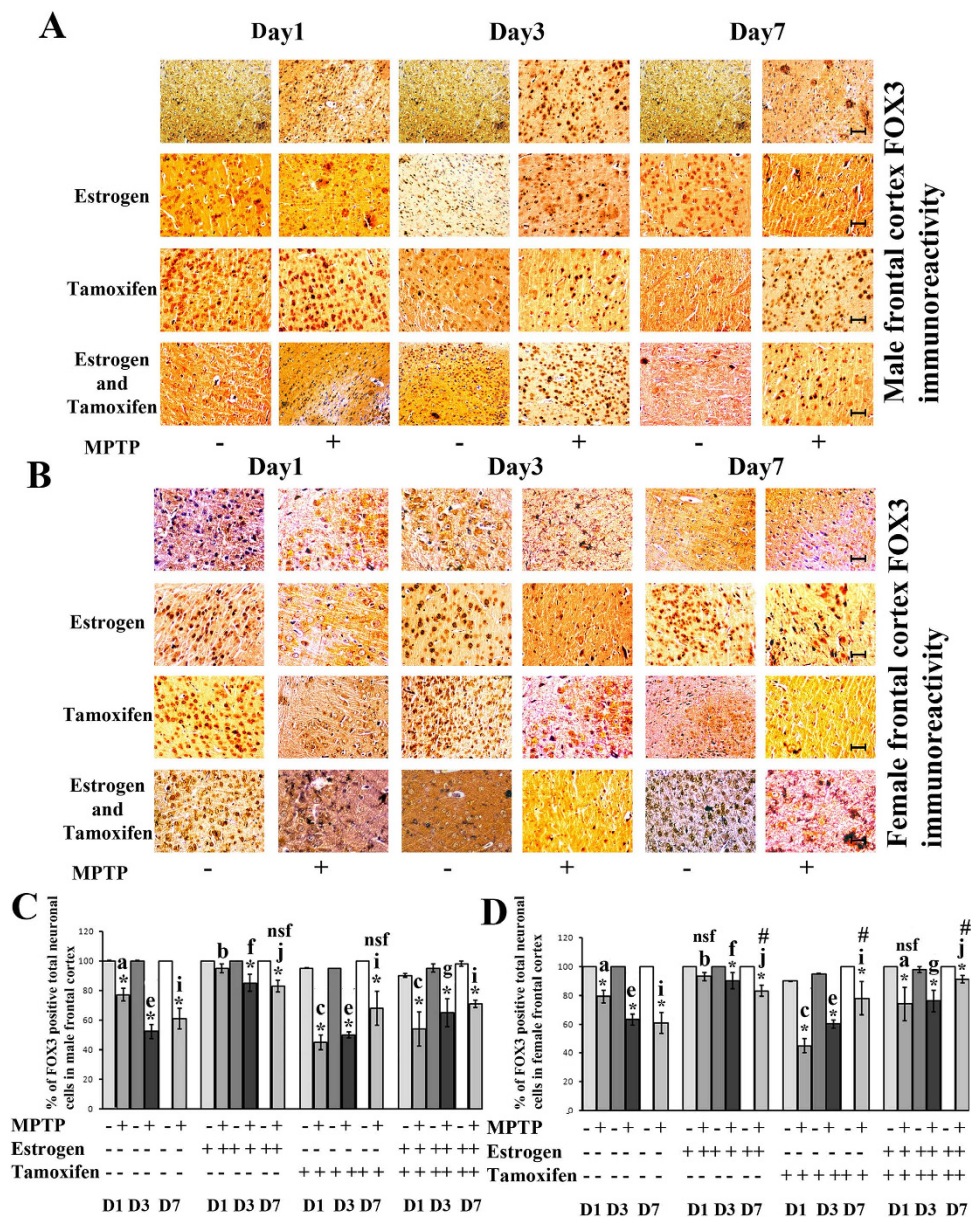 A
Day1 Day3 Day7
Estrogen
Tamoxifen
Estrogen
and
Tamoxifen
MPTP - + - + - +
Male frontal cortex FOX3
immunoreactivity
B
Day1 Day3 Day7
Estrogen
Tamoxifen
Estrogen
and
Tamoxifen
MPTP - + - + - +
Female frontal cortex FOX3
immunoreactivity
C
% of FOX3 positive total neuronal
cells in male frontal cortex
120
100
80
60
40
20
0
a * e * i *
b f * nsf j *
c * e * nsf i *
c * g * i *
MPTP - + - + - + - + - + - + - + - + - + - + - + - +
Estrogen - - - - - - + + + + + + - - - - - - + + + + + +
Tamoxifen - - - - - - - - - - - - + + + + + + + + + + + +
D1 D3 D7 D1 D3 D7 D1 D3 D7 D1 D3 D7
D
% of FOX3 positive total neuronal
cells in female frontal cortex
120
100
80
60
40
20
,0
a * e * i *
nsf b f * # j *
c * e * # i *
nsf a * g * # j *
MPTP - + - + - + - + - + - + - + - + - + - + - + - +
Estrogen - - - - - - + + + + + + - - - - - - + + + + + +
Tamoxifen - - - - - - - - - - - - + + + + + + + + + + + +
D1 D3 D7 D1 D3 D7 D1 D3 D7 D1 D3 D7